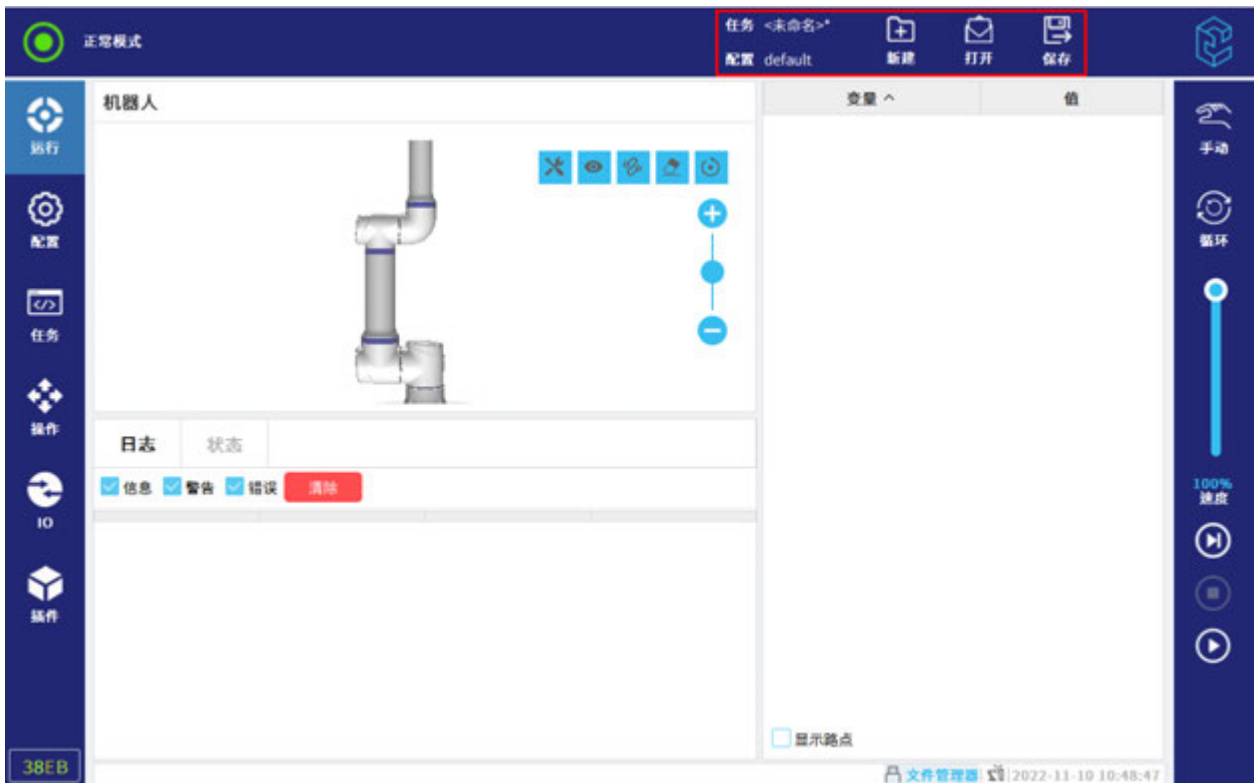 正常模式
任务 <未命名>*
配置 default
新建 打开 保存
运行
配置
任务
操作
IO
插件
38EB
机器人
日志 状态
信息 警告 错误 清除
变量 值
显示路点
文件管理器 2022-11-10 10:48:47
手动
循环
100%
速度